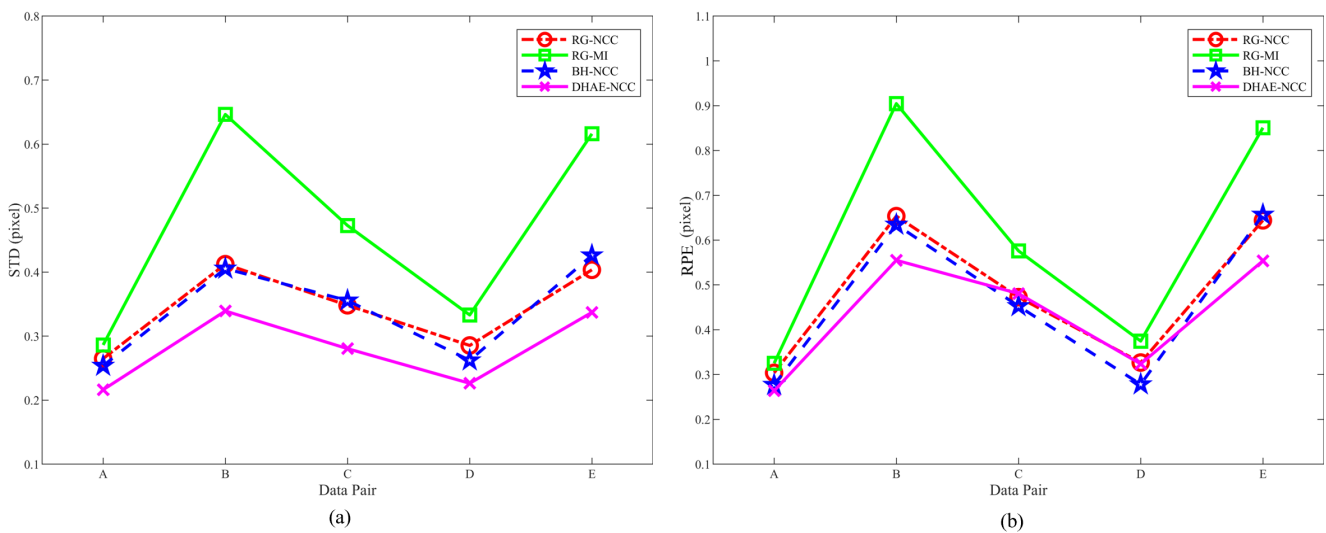 0.8
0.7
0.6
0.5
0.4
0.3
0.2
0.1
STD (pixel)
A B C D E
Data Pair
RG-NCC
RG-MI
BH-NCC
DHAE-NCC
(a)
1.1
1
0.9
0.8
0.7
0.6
0.5
0.4
0.3
0.2
0.1
RPE (pixel)
A B C D E
Data Pair
RG-NCC
RG-MI
BH-NCC
DHAE-NCC
(b)